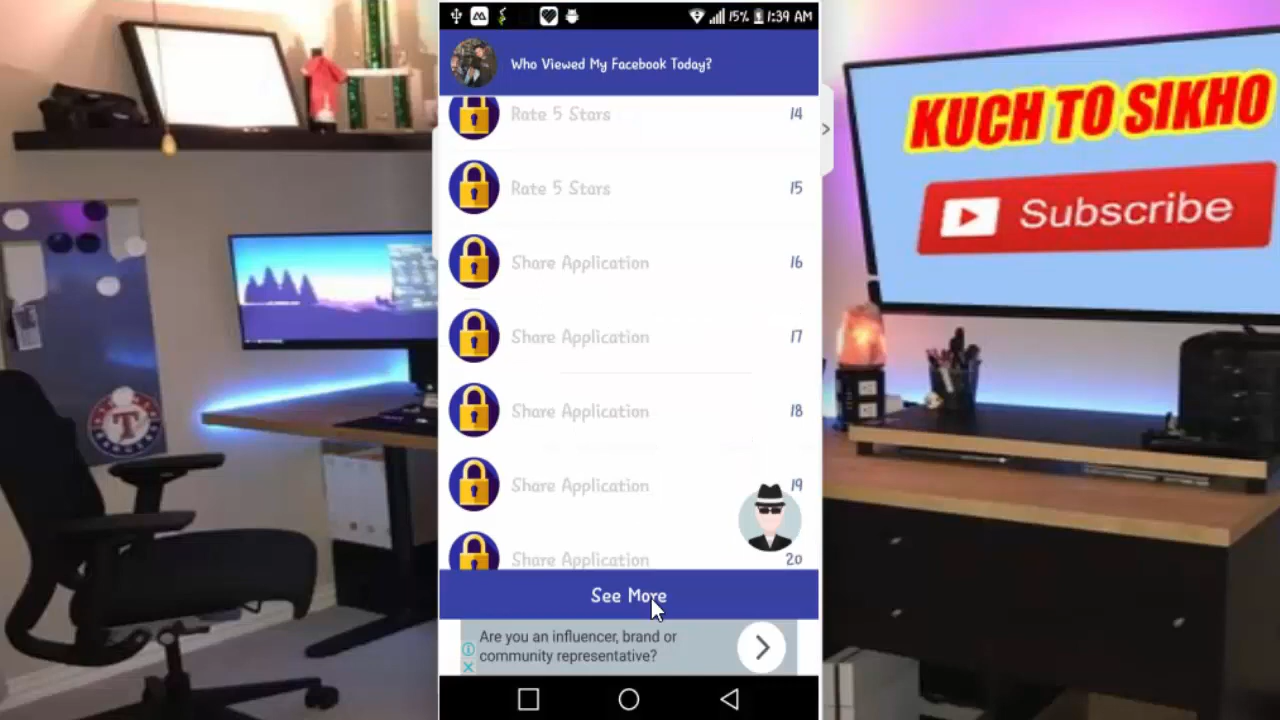 15%
1:39 AM
Who Viewed My Facebook Today?
Rate 5 Stars 14
Rate 5 Stars 15
Share Application 16
Share Application 17
Share Application 18
Share Application 19
Share Application 20
See More
Are you an influencer, brand or
community representative?
KUCH TO SIKHO
Subscribe
T